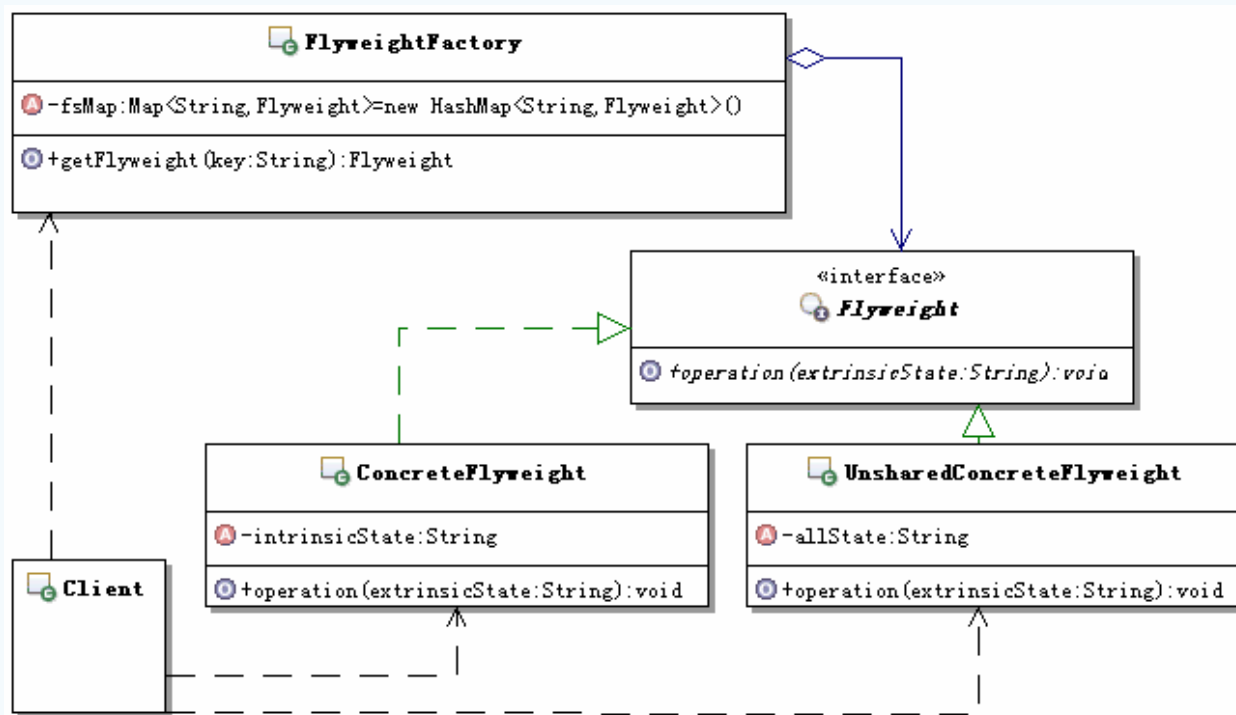 FlyweightFactory
-fsMap:Map<String,Flyweight>=new HashMap<String,Flyweight>()
+getFlyweight(key:String):Flyweight
«interface»
Flyweight
+operation(extrinsicState:String):void
ConcreteFlyweight
-intrinsicState:String
+operation(extrinsicState:String):void
UnsharedConcreteFlyweight
-allState:String
+operation(extrinsicState:String):void
Client